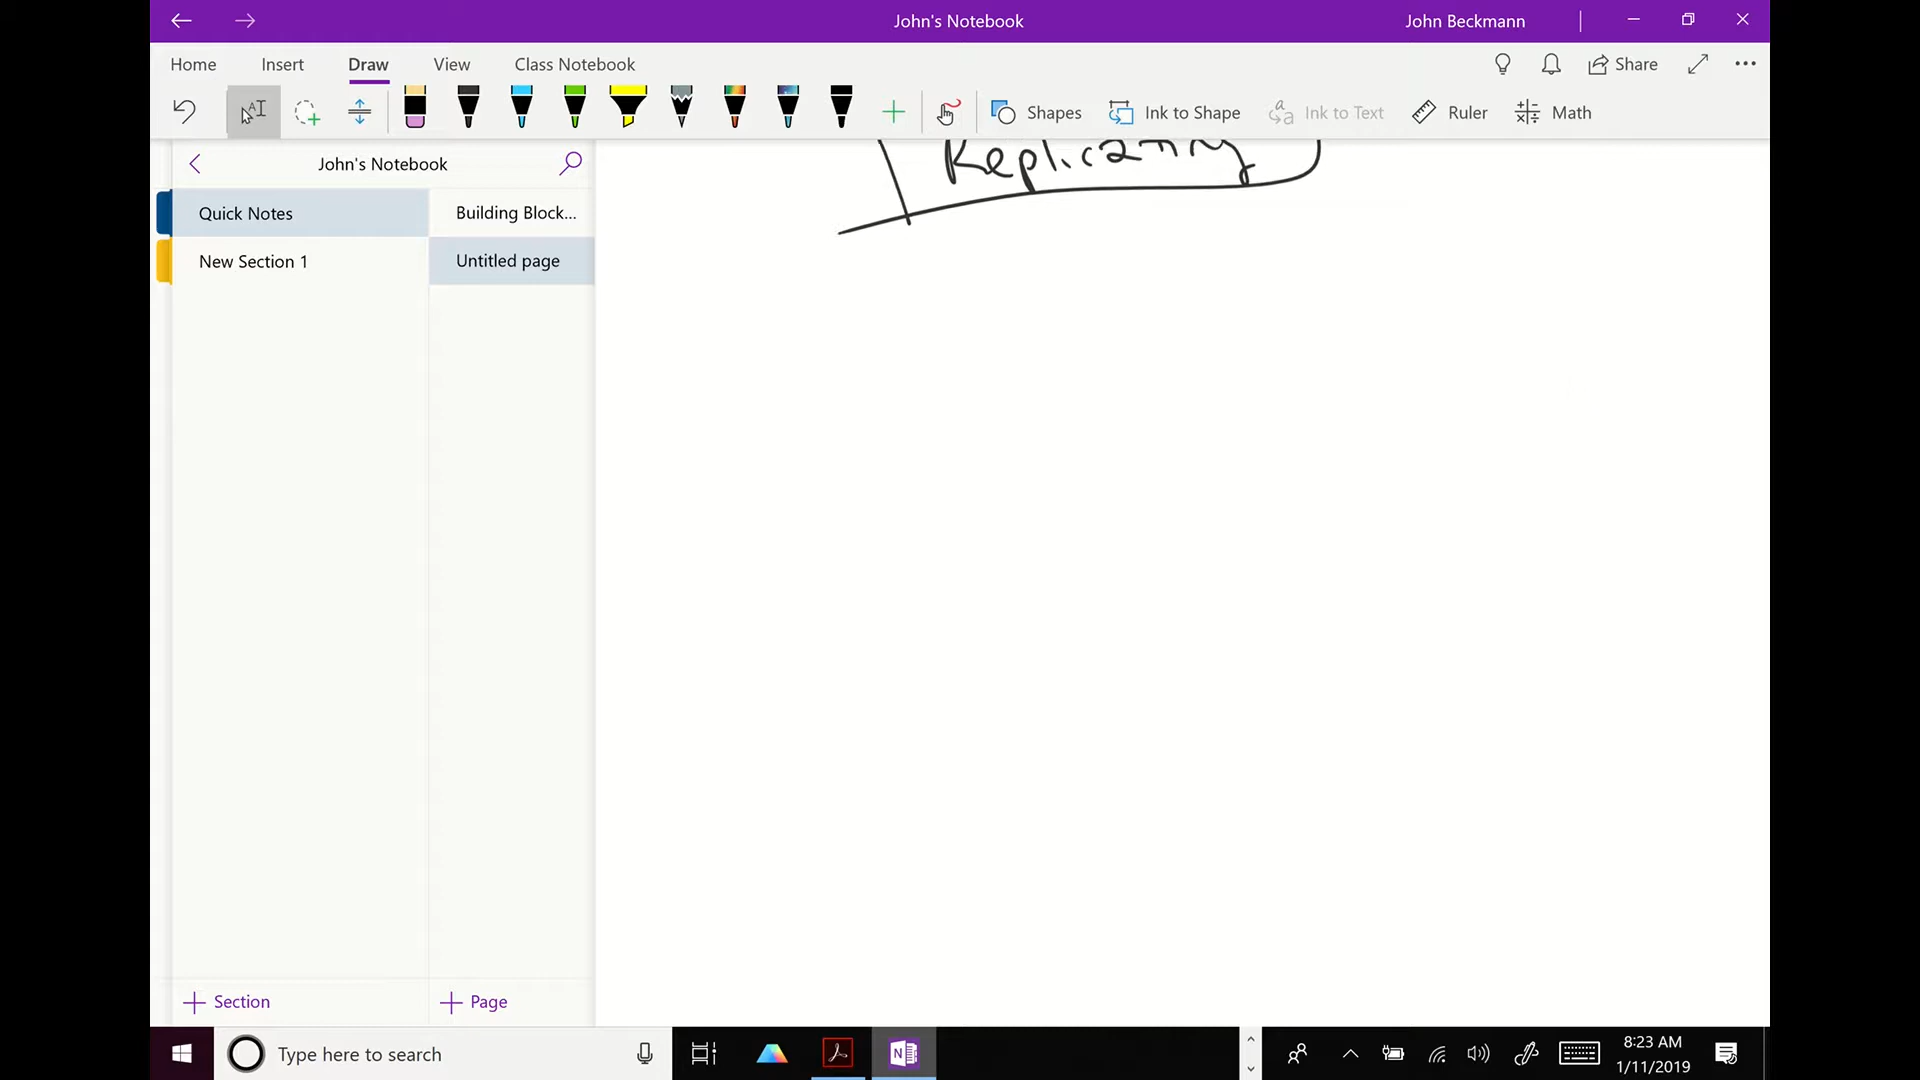 John's Notebook
John Beckmann
Home Insert Draw View Class Notebook
Share
Shapes
Ink to Shape
Ink to Text
Ruler
Math
John's Notebook
Quick Notes
New Section 1
Building Block...
Untitled page
Replicating
Section
Page
Type here to search
8:23 AM
1/11/2019